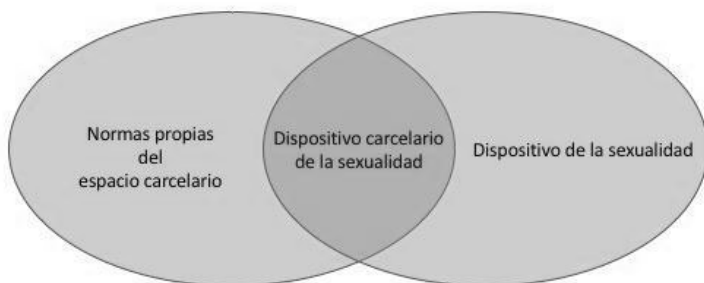 Normas propias
del
espacio carcelario
Dispositivo carcelario
de la sexualidad
Dispositivo de la sexualidad